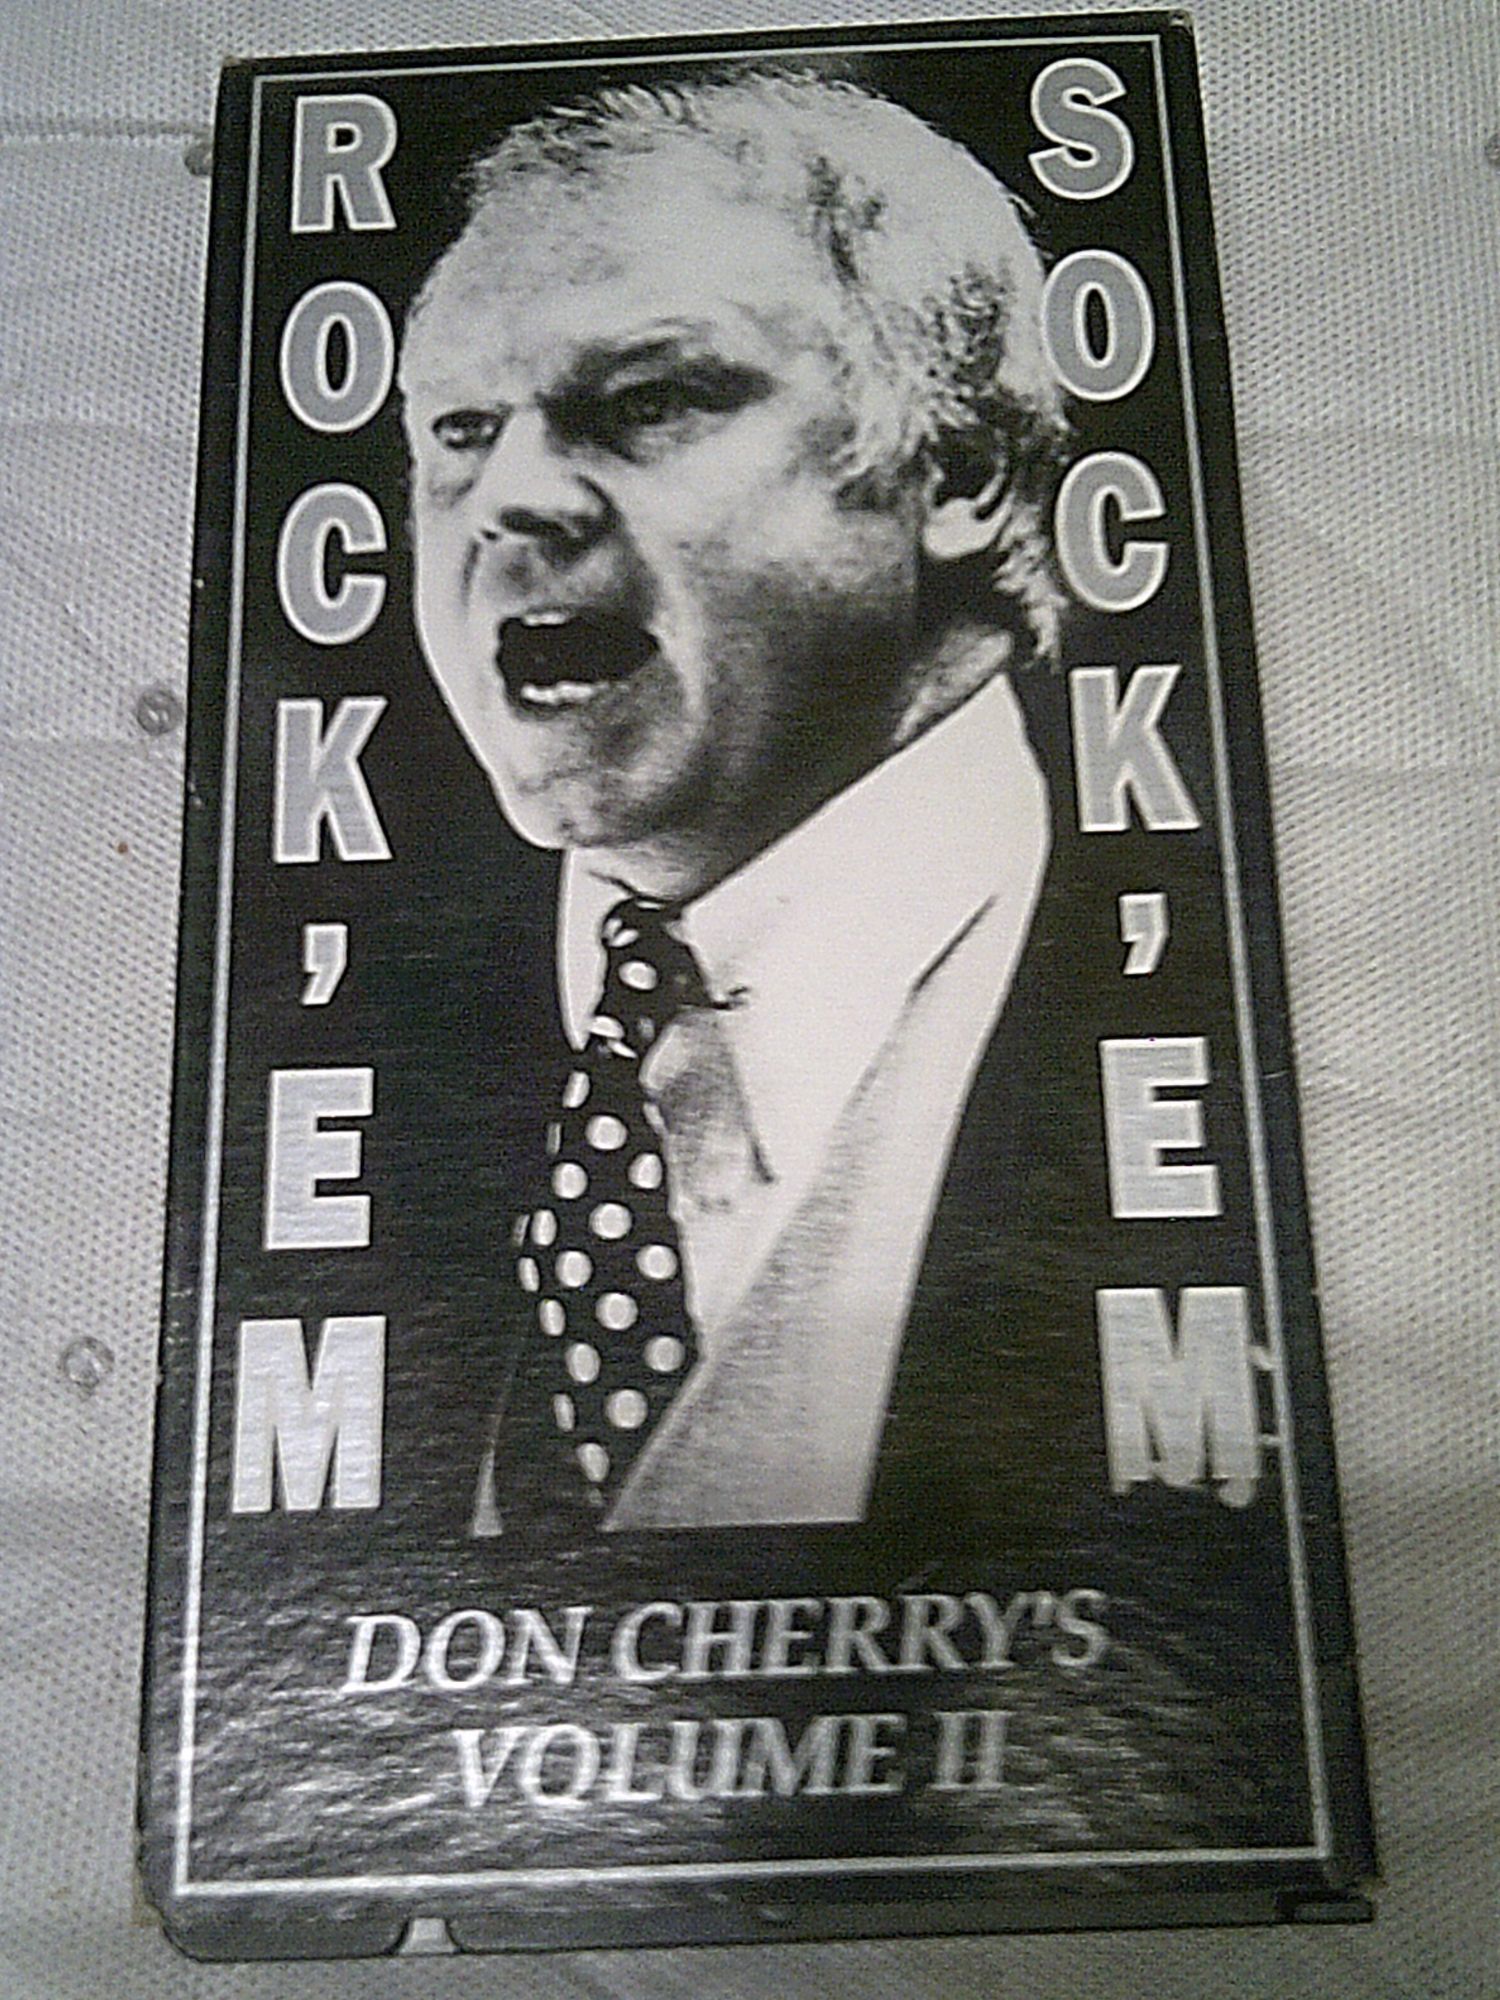 ROCK'EM
SOCK'EM
DON CHERRY'S
VOLUME II